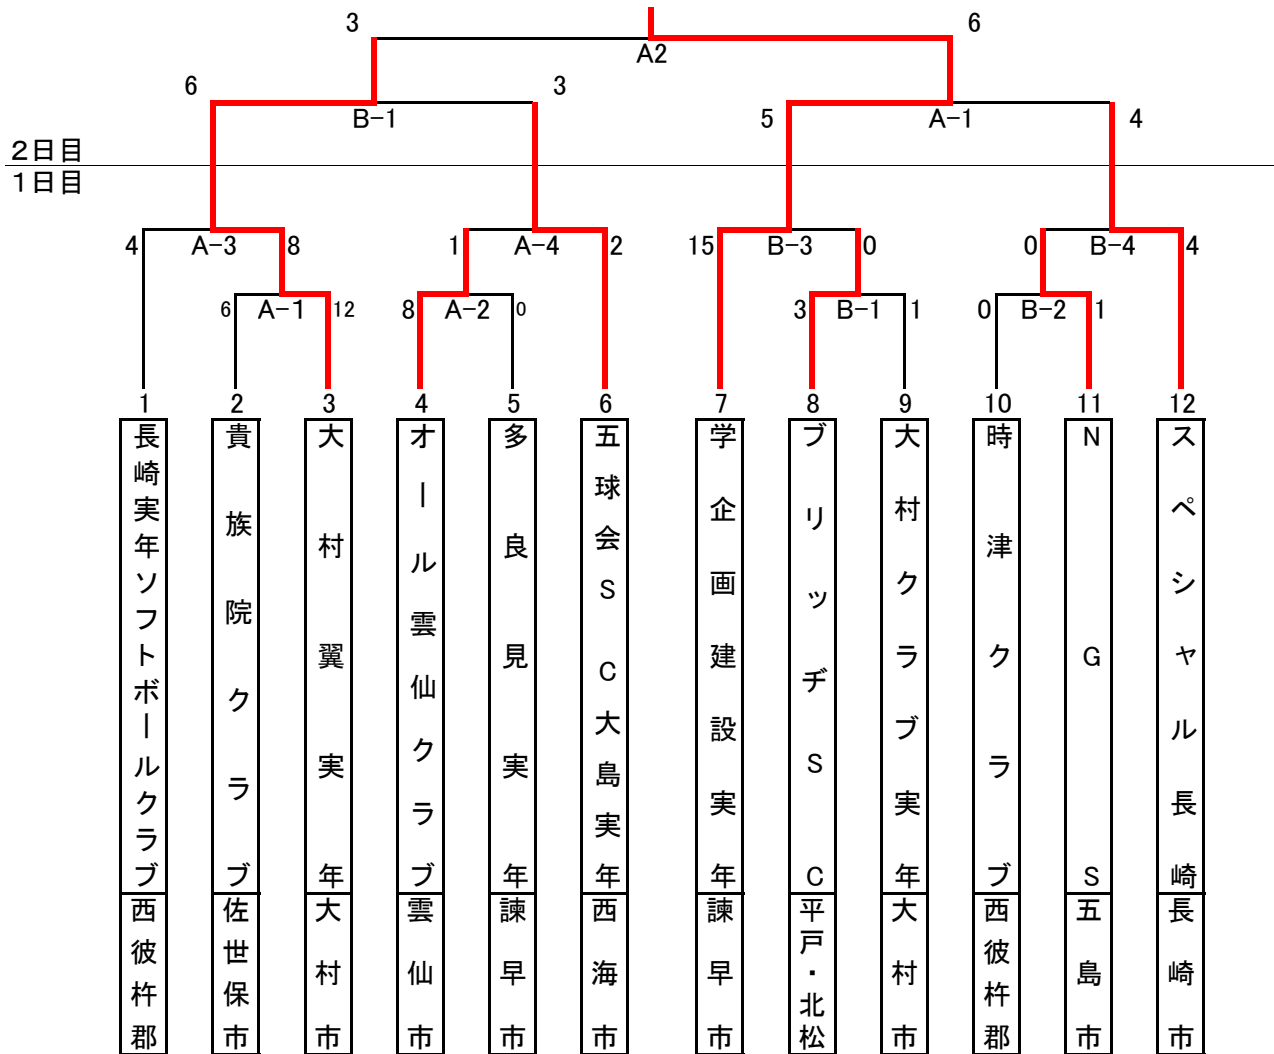 3 6
A2
6 3
B-1 5 A-1 4
2日目
1日目
4 A-3 8 1 A-4 2 15 B-3 0 0 B-4 4
6 A-1 12 8 A-2 0 3 B-1 1 0 B-2 1
1 2 3 4 5 6 7 8 9 10 11 12
長崎実年ソフトボールクラブ
貴族院クラブ
大村翼実年
オール雲仙クラブ
多良見実年
五球会SC大島実年
学企画建設実年
ブリッヂSC
大村クラブ実年
時津クラブ
NGS
スペシャル長崎
西彼杵郡
佐世保市
大村市
雲仙市
諫早市
西海市
諫早市
平戸・北松
大村市
西彼杵郡
五島市
長崎市